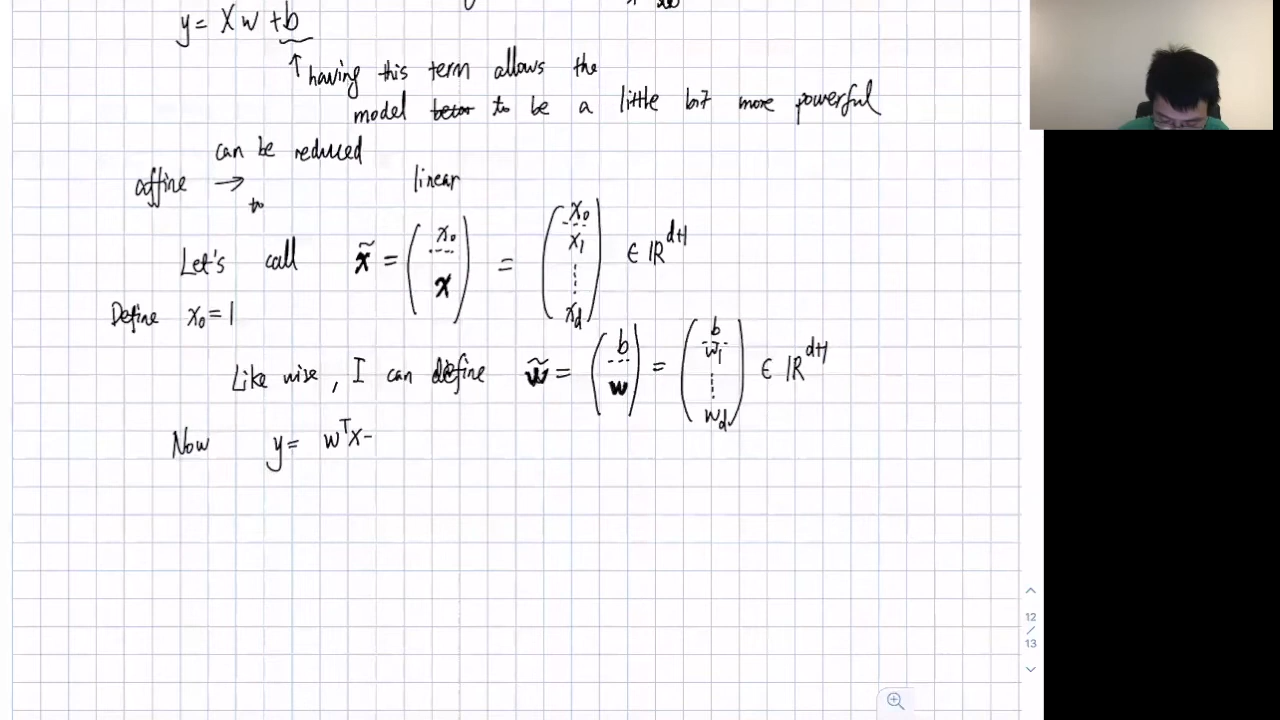 y = Xw + b
↑ having this term allows the
model to be a little bit more powerful
can be reduced
affine → linear
to
Let's call x̃ = ( x₀ x ) = ( x₀ x₁ ⋮ x_d ) ∈ ℝ^{d+1}
Define x₀ = 1
Like wise, I can define w̃ = ( b w ) = ( b w₁ ⋮ w_d ) ∈ ℝ^{d+1}
Now y = wᵀx-
12
/
13